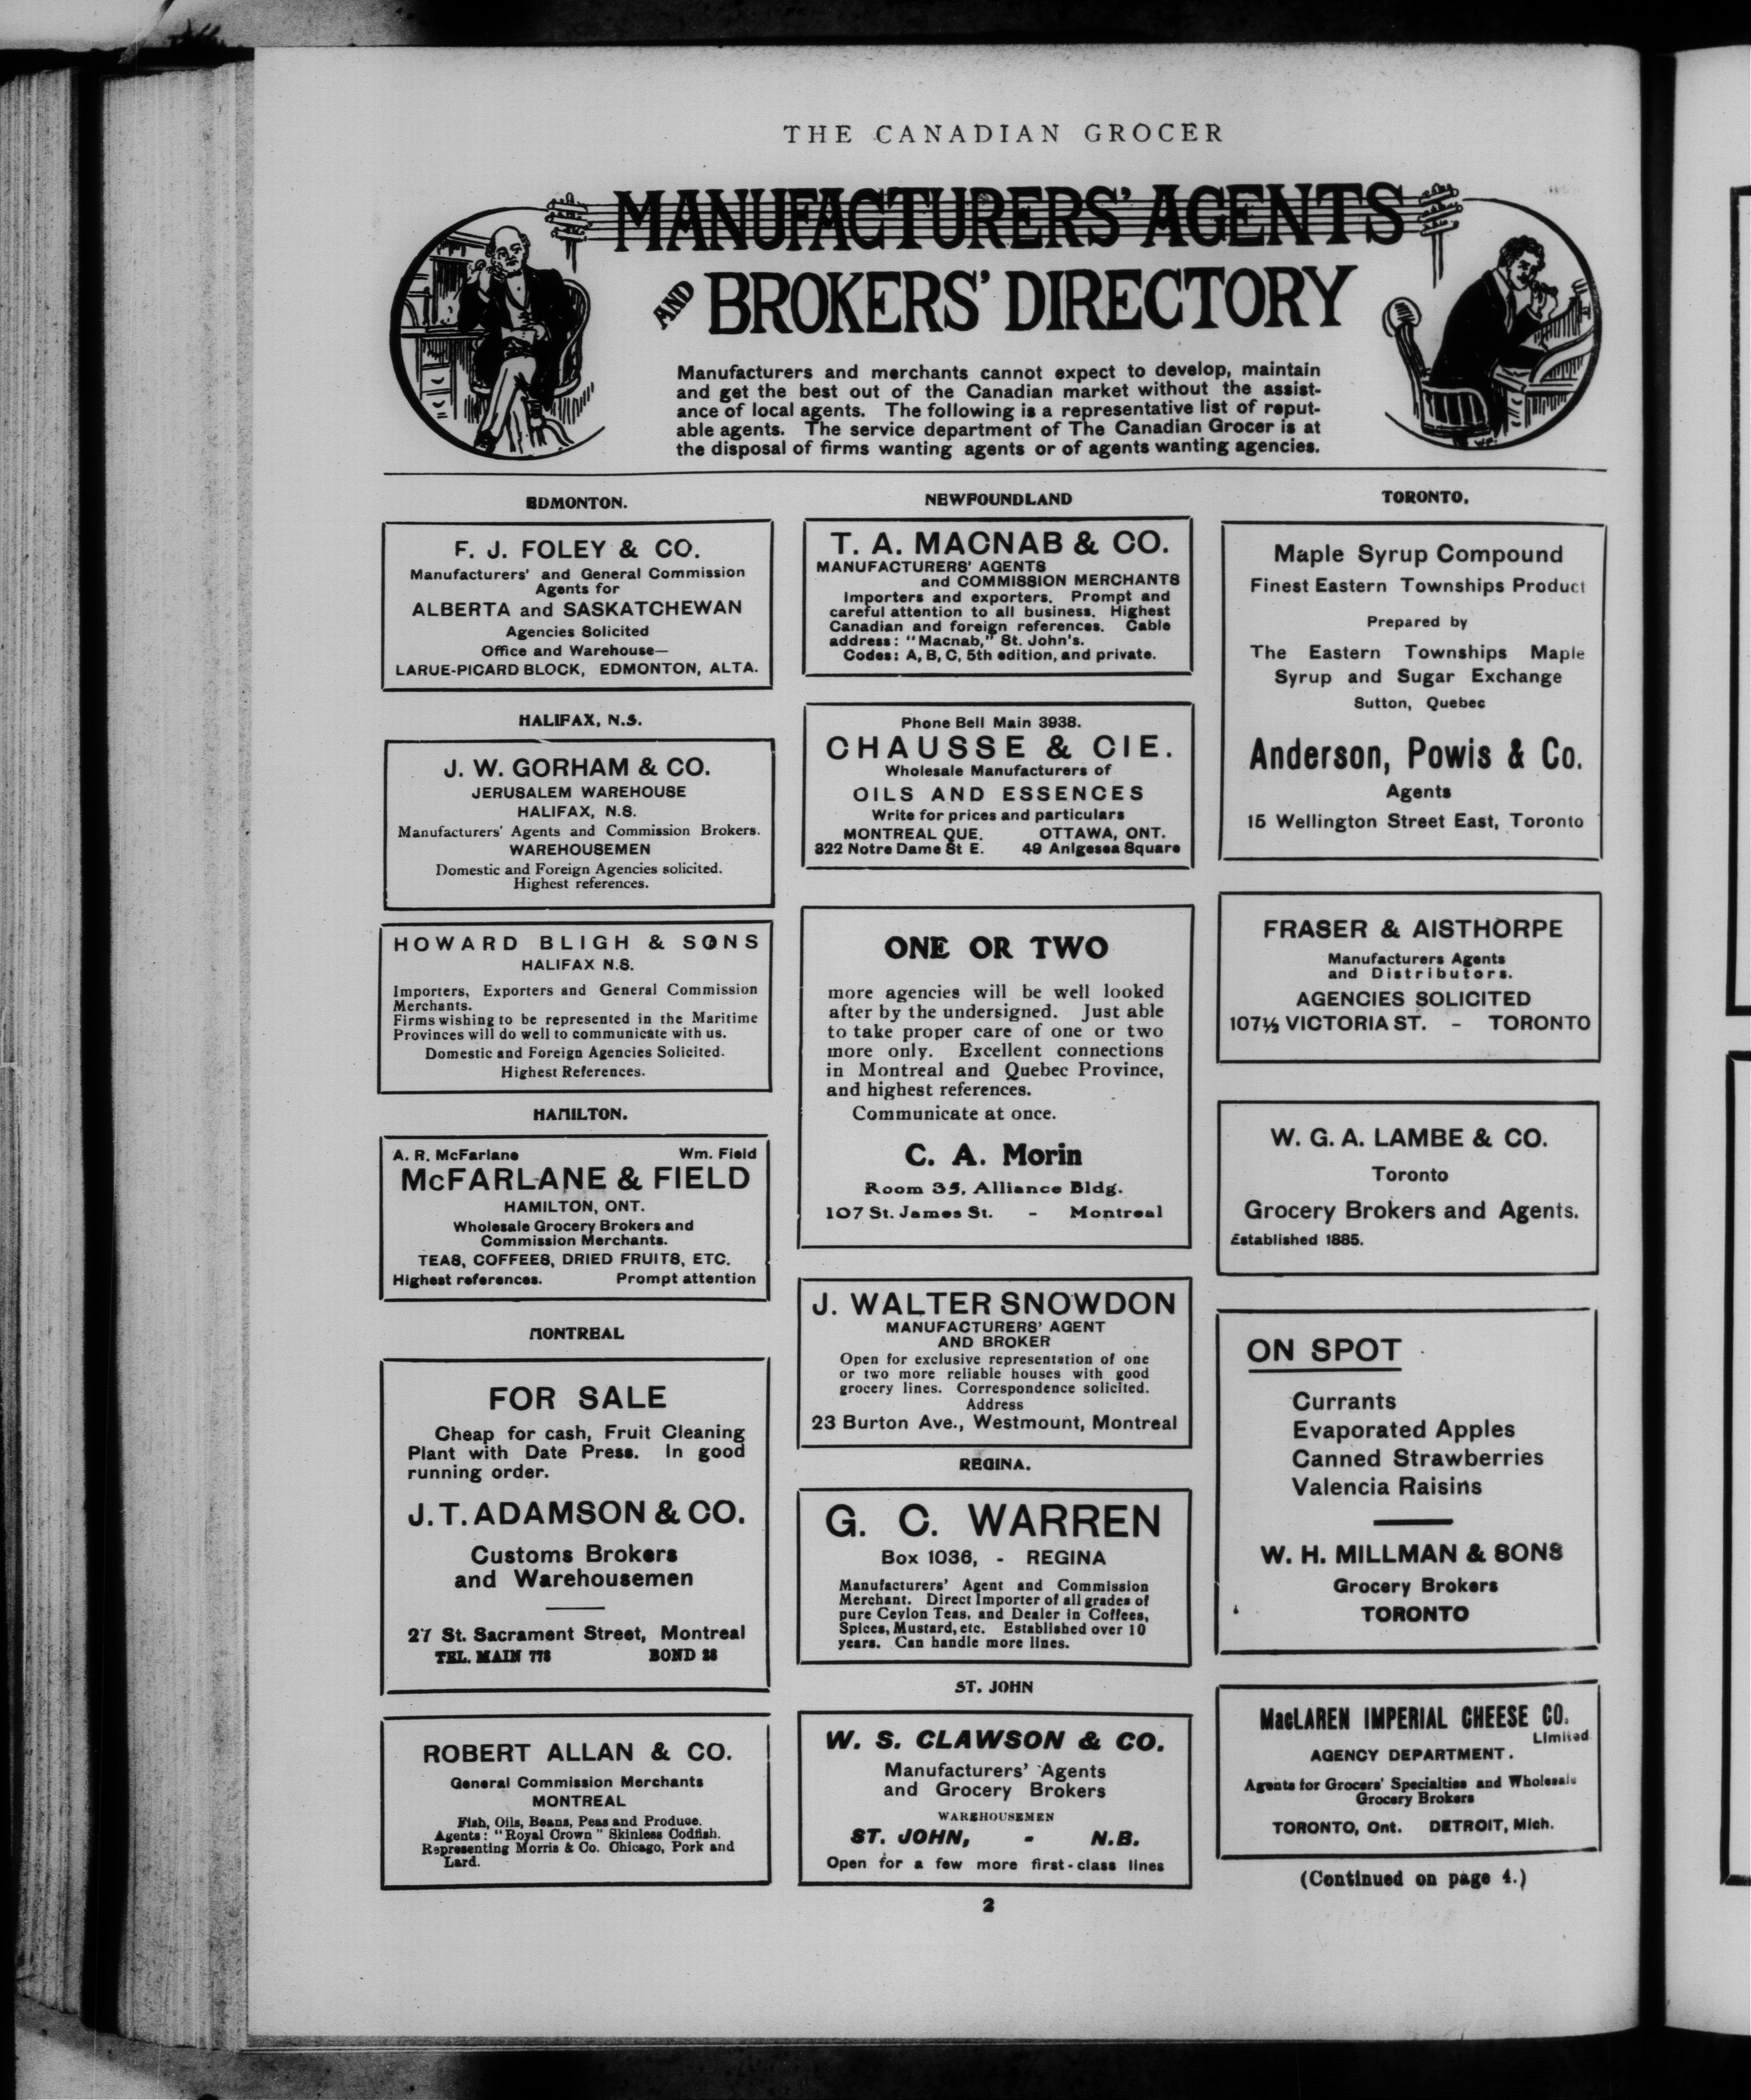 THE CANADIAN GROCER
MANUFACTURERS' AGENTS
AND BROKERS' DIRECTORY
Manufacturers and merchants cannot expect to develop, maintain
and get the best out of the Canadian market without the assist-
ance of local agents. The following is a representative list of reput-
able agents. The service department of The Canadian Grocer is at
the disposal of firms wanting agents or of agents wanting agencies.
EDMONTON.
F. J. FOLEY & CO.
Manufacturers' and General Commission
Agents for
ALBERTA and SASKATCHEWAN
Agencies Solicited
Office and Warehouse—
LARUE-PICARD BLOCK, EDMONTON, ALTA.
HALIFAX, N.S.
J. W. GORHAM & CO.
JERUSALEM WAREHOUSE
HALIFAX, N.S.
Manufacturers' Agents and Commission Brokers.
WAREHOUSEMEN
Domestic and Foreign Agencies solicited.
Highest references.
HOWARD BLIGH & SONS
HALIFAX N.S.
Importers, Exporters and General Commission
Merchants.
Firms wishing to be represented in the Maritime
Provinces will do well to communicate with us.
Domestic and Foreign Agencies Solicited.
Highest References.
HAMILTON.
A. R. McFarlane Wm. Field
McFARLANE & FIELD
HAMILTON, ONT.
Wholesale Grocery Brokers and
Commission Merchants.
TEAS, COFFEES, DRIED FRUITS, ETC.
Highest references. Prompt attention
MONTREAL
FOR SALE
Cheap for cash, Fruit Cleaning
Plant with Date Press. In good
running order.
J. T. ADAMSON & CO.
Customs Brokers
and Warehousemen
27 St. Sacrament Street, Montreal
TEL. MAIN 778 BOND 28
ROBERT ALLAN & CO.
General Commission Merchants
MONTREAL
Fish, Oils, Beans, Peas and Produce.
Agents: "Royal Crown" Skinless Codfish.
Representing Morris & Co. Chicago, Pork and
Lard.
NEWFOUNDLAND
T. A. MACNAB & CO.
MANUFACTURERS' AGENTS
and COMMISSION MERCHANTS
Importers and exporters. Prompt and
careful attention to all business. Highest
Canadian and foreign references. Cable
address: "Macnab," St. John's.
Codes: A, B, C, 5th edition, and private.
Phone Bell Main 3938.
CHAUSSE & CIE.
Wholesale Manufacturers of
OILS AND ESSENCES
Write for prices and particulars
MONTREAL QUE. OTTAWA, ONT.
322 Notre Dame St E. 49 Anlgesea Square
ONE OR TWO
more agencies will be well looked
after by the undersigned. Just able
to take proper care of one or two
more only. Excellent connections
in Montreal and Quebec Province,
and highest references.
Communicate at once.
C. A. Morin
Room 35, Alliance Bldg.
107 St. James St. - Montreal
J. WALTER SNOWDON
MANUFACTURERS' AGENT
AND BROKER
Open for exclusive representation of one
or two more reliable houses with good
grocery lines. Correspondence solicited.
Address
23 Burton Ave., Westmount, Montreal
REGINA.
G. C. WARREN
Box 1036, - REGINA
Manufacturers' Agent and Commission
Merchant. Direct Importer of all grades of
pure Ceylon Teas, and Dealer in Coffees,
Spices, Mustard, etc. Established over 10
years. Can handle more lines.
ST. JOHN
W. S. CLAWSON & CO.
Manufacturers' Agents
and Grocery Brokers
WAREHOUSEMEN
ST. JOHN, - N.B.
Open for a few more first-class lines
TORONTO.
Maple Syrup Compound
Finest Eastern Townships Product
Prepared by
The Eastern Townships Maple
Syrup and Sugar Exchange
Sutton, Quebec
Anderson, Powis & Co.
Agents
15 Wellington Street East, Toronto
FRASER & AISTHORPE
Manufacturers Agents
and Distributors.
AGENCIES SOLICITED
107½ VICTORIA ST. - TORONTO
W. G. A. LAMBE & CO.
Toronto
Grocery Brokers and Agents.
Established 1885.
ON SPOT
Currants
Evaporated Apples
Canned Strawberries
Valencia Raisins
W. H. MILLMAN & SONS
Grocery Brokers
TORONTO
MacLAREN IMPERIAL CHEESE CO.
Limited
AGENCY DEPARTMENT.
Agents for Grocers' Specialties and Wholesale
Grocery Brokers
TORONTO, Ont. DETROIT, Mich.
(Continued on page 4.)
2